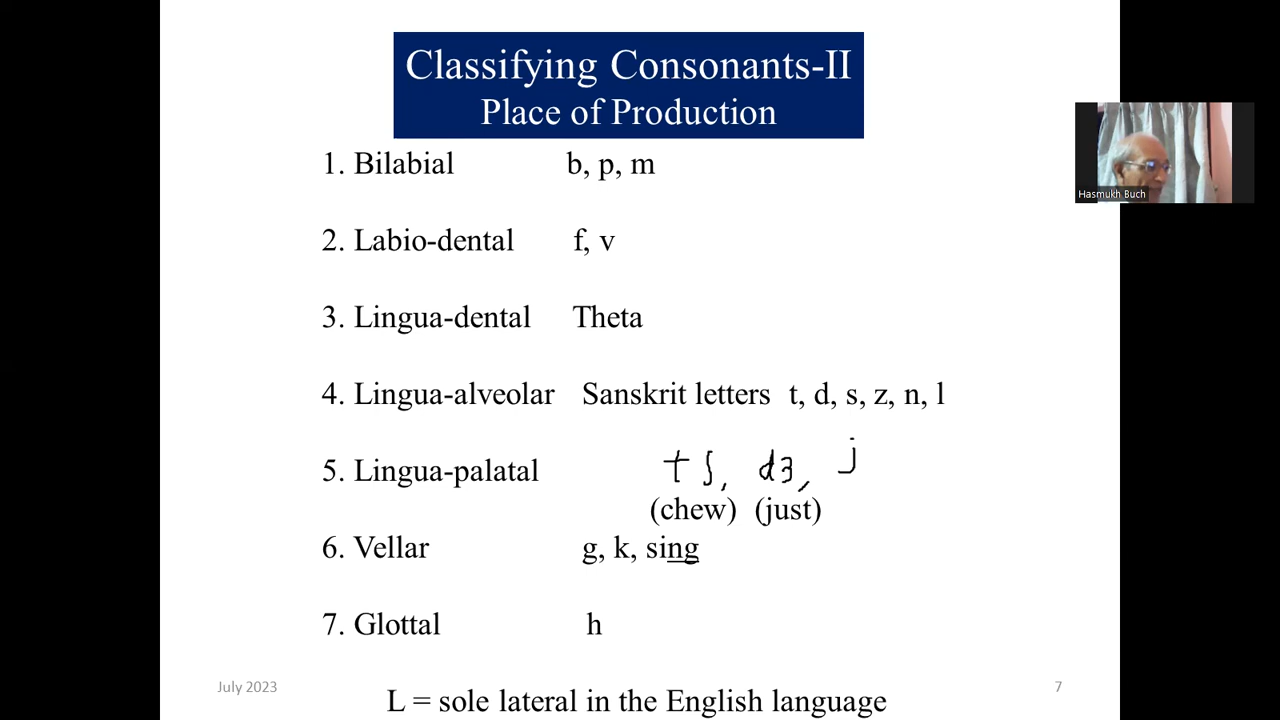 Classifying Consonants-II
Place of Production
1. Bilabial b, p, m
Hasmukh Buch
2. Labio-dental f, v
3. Lingua-dental Theta
4. Lingua-alveolar Sanskrit letters t, d, s, z, n, l
5. Lingua-palatal tʃ, dʒ, j
(chew) (just)
6. Vellar g, k, sing
7. Glottal h
July 2023 7
L = sole lateral in the English language